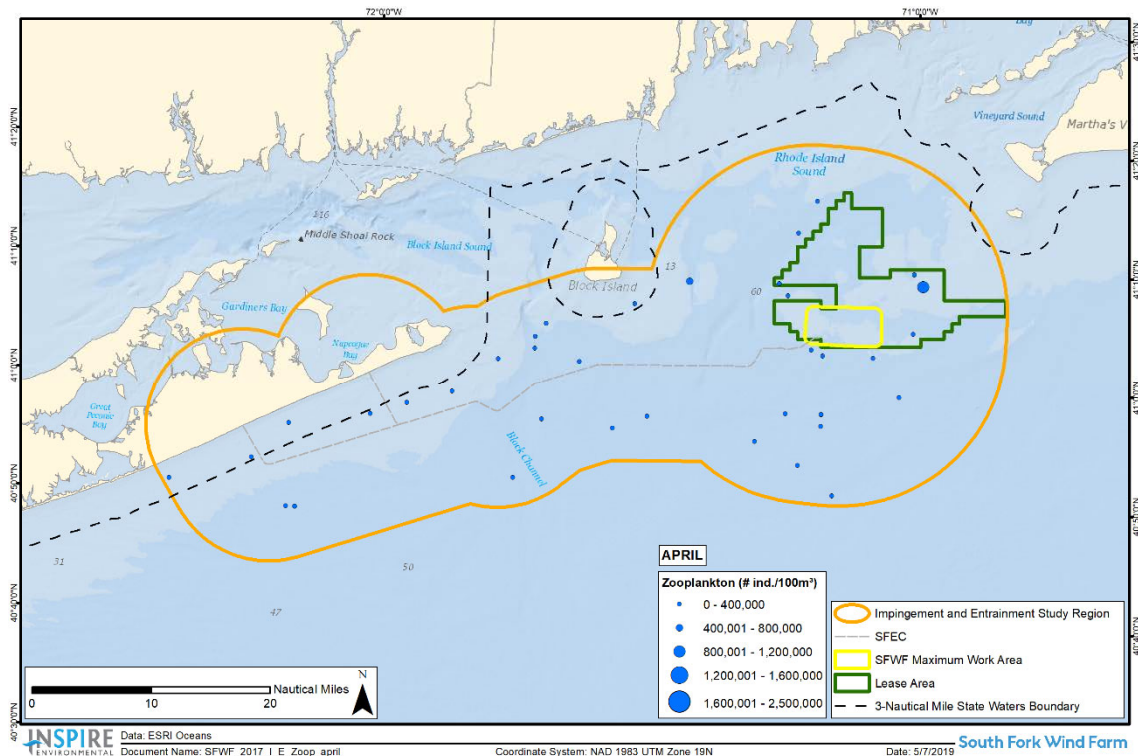 72°0'0"W
71°0'0"W
Bay
41°30'0"N
41°20'0"N
Vineyard Sound
Martha's V
Rhode Island
Sound
41°20'0"N
116
Middle Shoal Rock
Block Island Sound
41°10'0"N
13
60
Block Island
41°10'0"N
Gardiners Bay
Napeague
Bay
41°0'0"N
Great
Peconic
Bay
41°0'0"N
Block Channel
40°50'0"N
40°50'0"N
31
50
47
40°40'0"N
40°40'0"N
40°30'0"N
APRIL
Zooplankton (# ind./100m³)
0 - 400,000
400,001 - 800,000
800,001 - 1,200,000
1,200,001 - 1,600,000
1,600,001 - 2,500,000
Impingement and Entrainment Study Region
SFEC
SFWF Maximum Work Area
Lease Area
3-Nautical Mile State Waters Boundary
N
Nautical Miles
0 10 20
INSPIRE
ENVIRONMENTAL
Data: ESRI Oceans
Document Name: SFWF_2017_I_E_Zoop_april
Coordinate System: NAD 1983 UTM Zone 19N
Date: 5/7/2019
South Fork Wind Farm